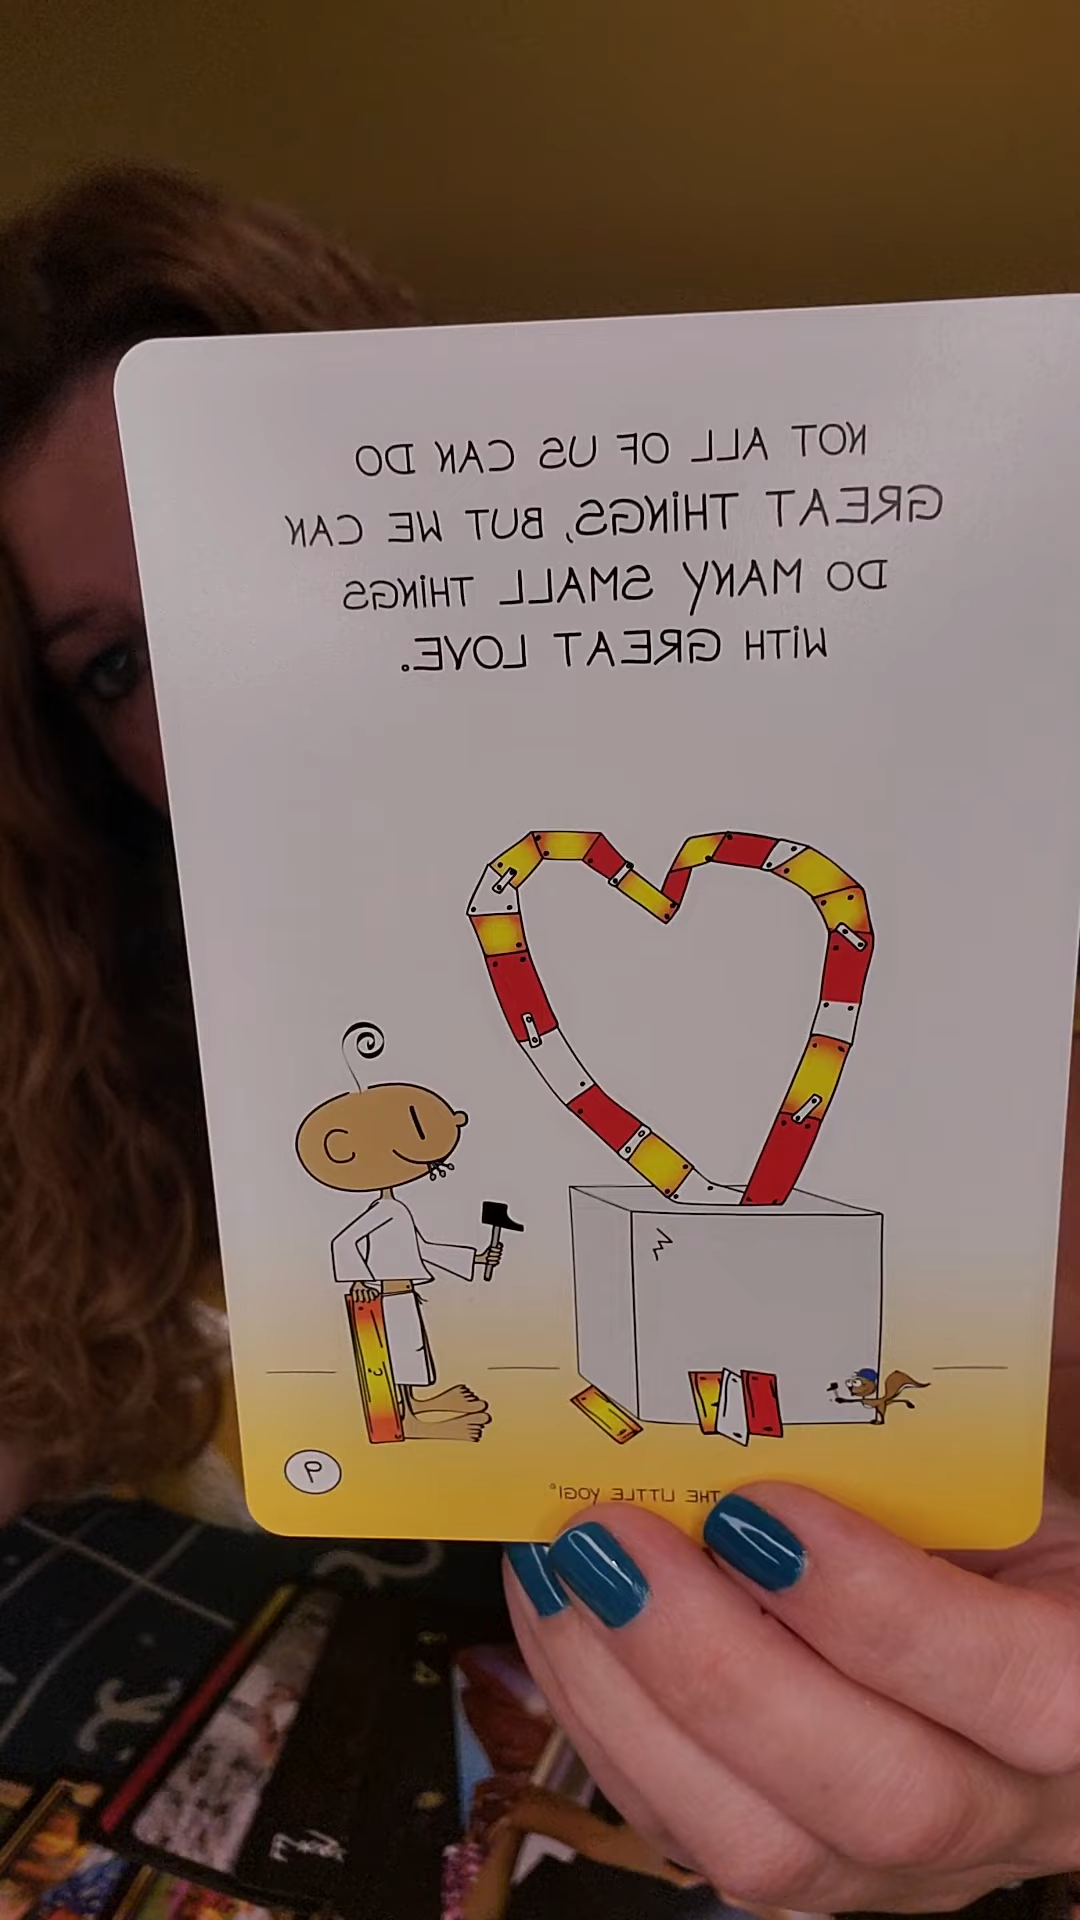 NOT ALL OF US CAN DO
GREAT THINGS, BUT WE CAN
DO MANY SMALL THINGS
WITH GREAT LOVE.
9
THE LITTLE YOGI®